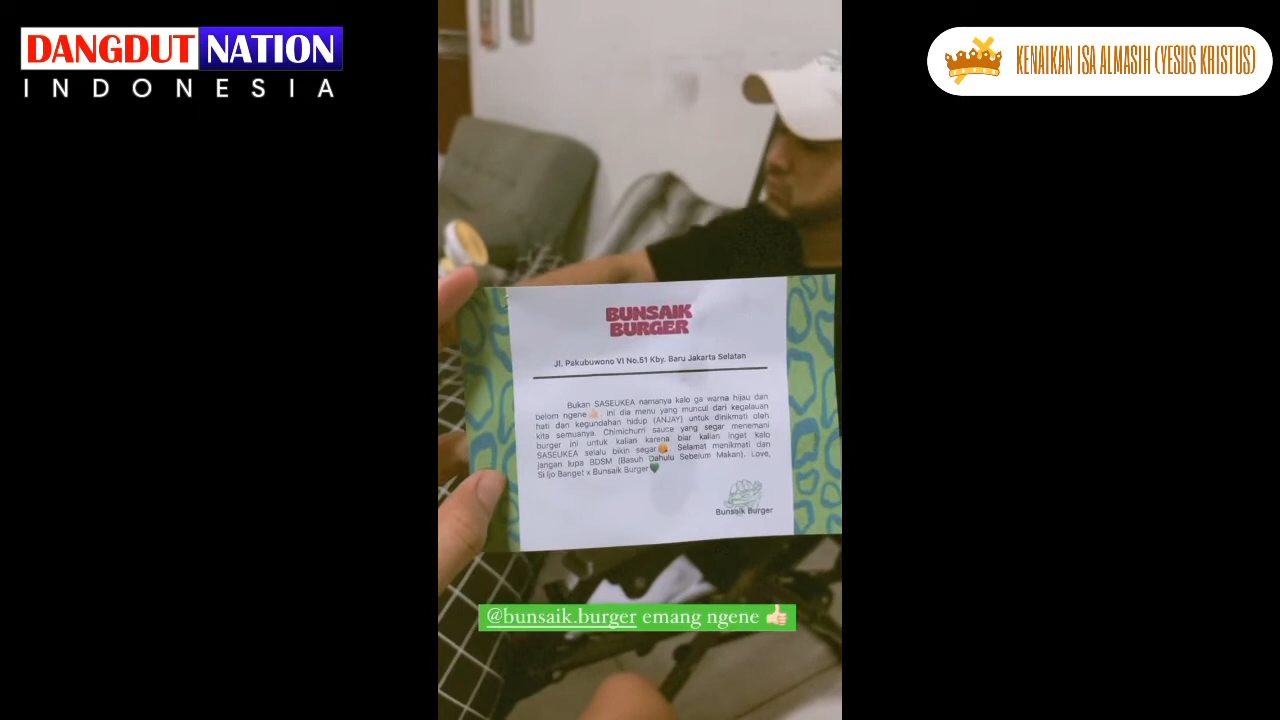 DANGDUT NATION
INDONESIA
KENAIKAN ISA ALMASIH (YESUS KRISTUS)
BUNSAIK
BURGER
Jl. Pakubuwono VI No.51 Kby. Baru Jakarta Selatan
Bukan SASEUKEA namanya kalo ga warna hijau dan
belom ngene👍🏻. Ini dia menu yang muncul dari kegalauan
hati dan kegundahan hidup (ANJAY) untuk dinikmati oleh
kita semuanya. Chimichurri sauce yang segar menemani
burger ini untuk kalian karena biar kalian inget kalo
SASEUKEA selalu bikin segar🥵. Selamat menikmati dan
jangan lupa BDSM (Basuh Dahulu Sebelum Makan). Love,
Si Ijo Banget x Bunsaik Burger💚
Bunsaik Burger
@bunsaik.burger emang ngene 👍🏻